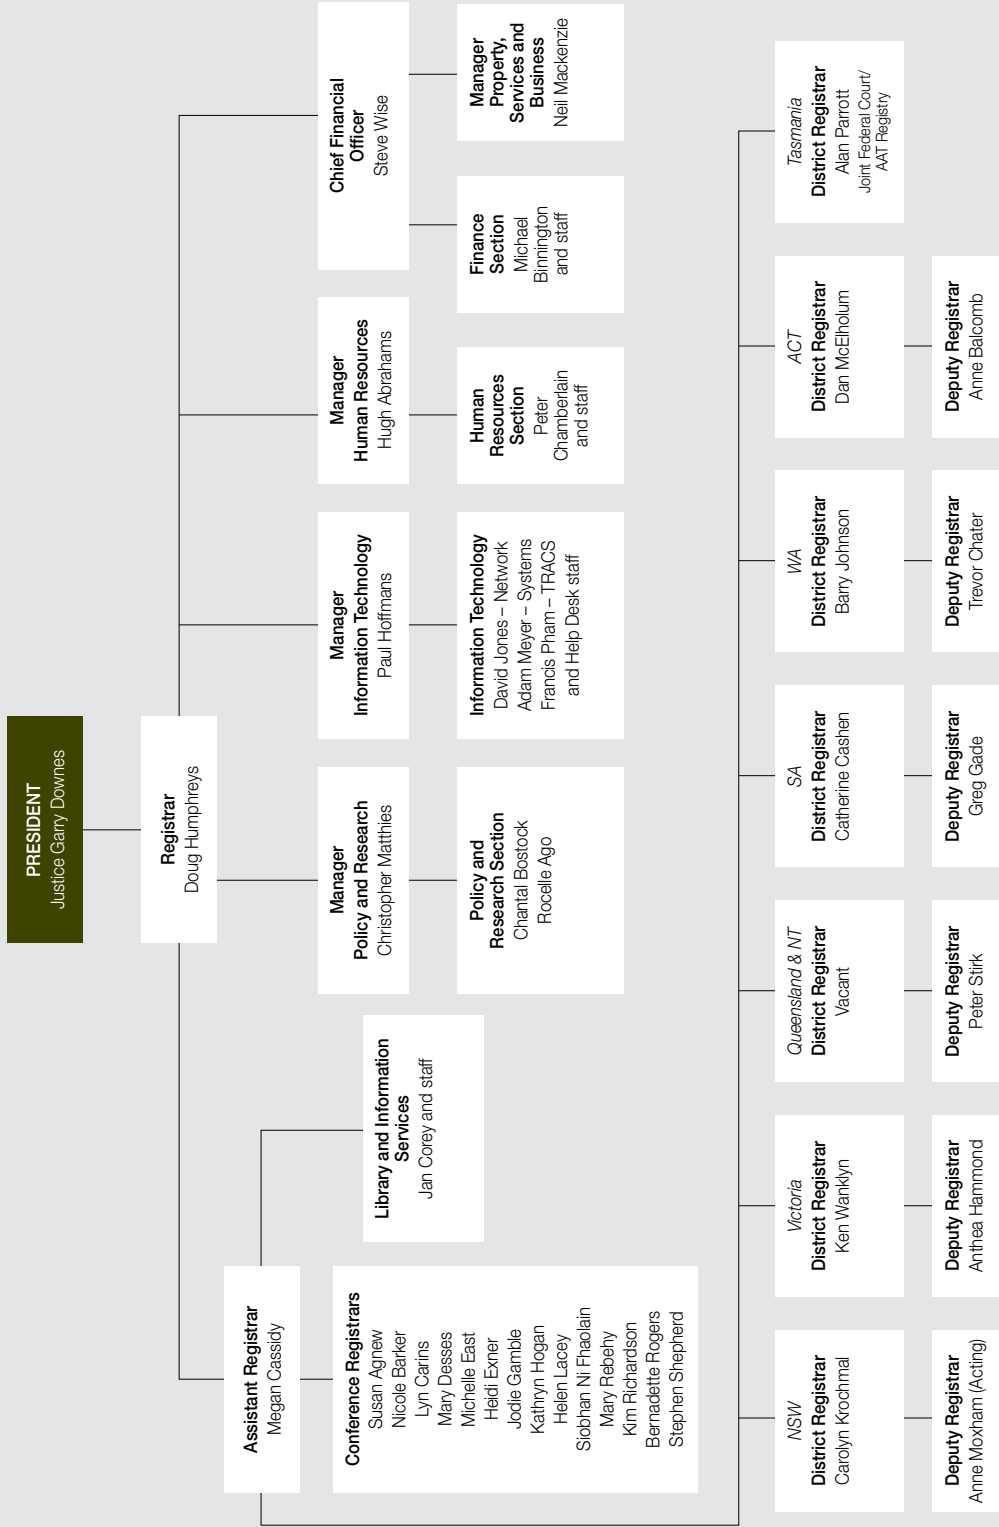 PRESIDENT
Justice Garry Downes
Registrar
Doug Humphreys
Assistant Registrar
Megan Cassidy
Conference Registrars
Susan Agnew
Nicole Barker
Lyn Carins
Mary Desses
Michelle East
Heidi Exner
Jodie Gamble
Kathryn Hogan
Helen Lacey
Siobhan Ni Fhaolain
Mary Rebehy
Kim Richardson
Bernadette Rogers
Stephen Shepherd
Library and Information
Services
Jan Corey and staff
Manager
Policy and Research
Christopher Matthies
Policy and
Research Section
Chantal Bostock
Rocelle Ago
Manager
Information Technology
Paul Hoffmans
Information Technology
David Jones – Network
Adam Meyer – Systems
Francis Pham – TRACS
and Help Desk staff
Manager
Human Resources
Hugh Abrahams
Human
Resources
Section
Peter
Chamberlain
and staff
Chief Financial
Officer
Steve Wise
Finance
Section
Michael
Binnington
and staff
Manager
Property,
Services and
Business
Neil Mackenzie
NSW
District Registrar
Carolyn Krochmal
Deputy Registrar
Anne Moxham (Acting)
Victoria
District Registrar
Ken Wanklyn
Deputy Registrar
Anthea Hammond
Queensland & NT
District Registrar
Vacant
Deputy Registrar
Peter Stirk
SA
District Registrar
Catherine Cashen
Deputy Registrar
Greg Gade
WA
District Registrar
Barry Johnson
Deputy Registrar
Trevor Chater
ACT
District Registrar
Dan McElholum
Deputy Registrar
Anne Balcomb
Tasmania
District Registrar
Alan Parrott
Joint Federal Court/
AAT Registry